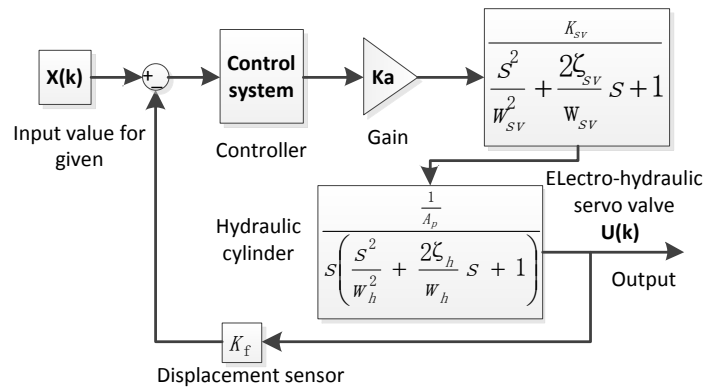 X(k)
+
−
Control
system
Ka
K_sv
s^2/w_sv^2 + 2ζ_sv/w_sv s + 1
Input value for
given
Controller
Gain
ELectro-hydraulic
servo valve
Hydraulic
cylinder
1/A_p
s(s^2/w_h^2 + 2ζ_h/w_h s + 1)
U(k)
Output
K_f
Displacement sensor